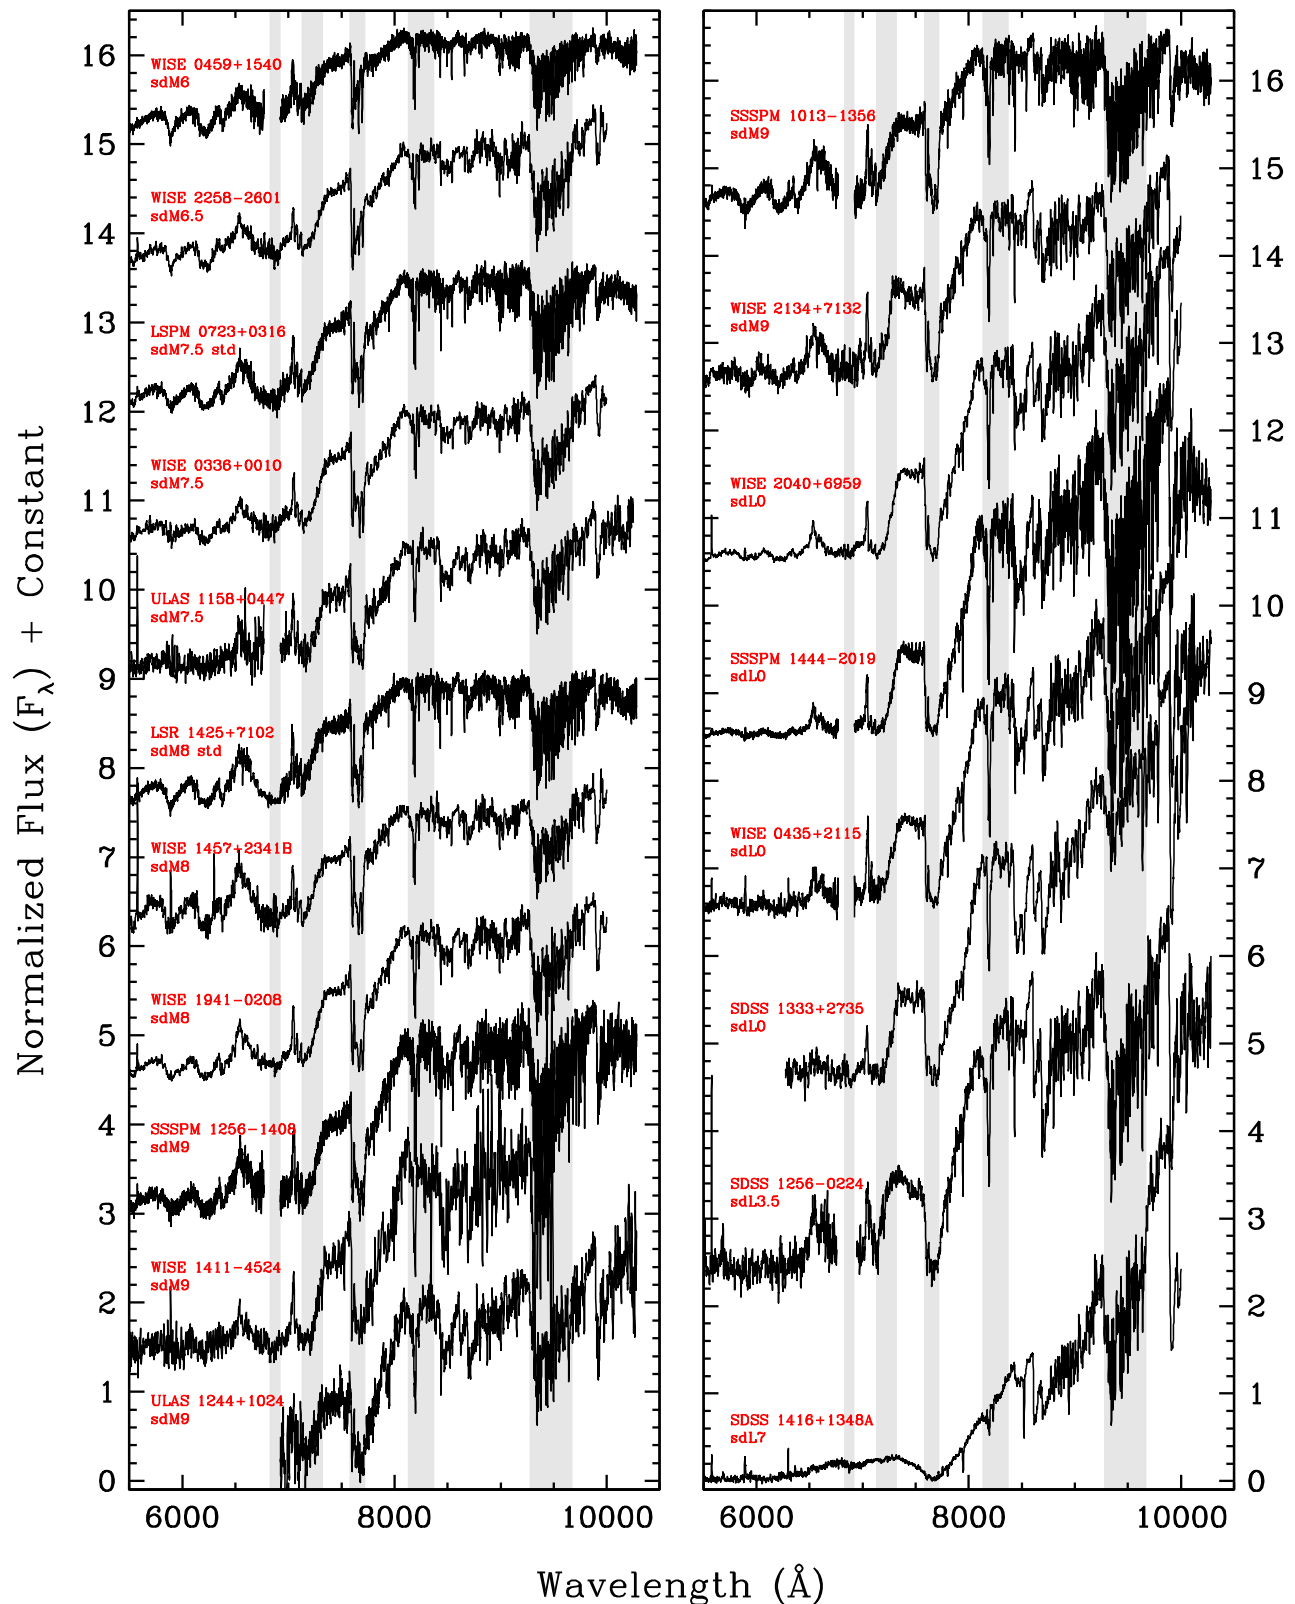 WISE 0459+1540
sdM6
WISE 2258-2601
sdM6.5
LSPM 0723+0316
sdM7.5 std
WISE 0336+0010
sdM7.5
ULAS 1158+0447
sdM7.5
LSR 1425+7102
sdM8 std
WISE 1457+2341B
sdM8
WISE 1941-0208
sdM8
SSSPM 1256-1408
sdM9
WISE 1411-4524
sdM9
ULAS 1244+1024
sdM9
16
15
14
13
12
11
10
9
8
7
6
5
4
3
2
1
0
6000
8000
10000
SSSPM 1013-1356
sdM9
WISE 2134+7132
sdM9
WISE 2040+6959
sdL0
SSSPM 1444-2019
sdL0
WISE 0435+2115
sdL0
SDSS 1333+2735
sdL0
SDSS 1256-0224
sdL3.5
SDSS 1416+1348A
sdL7
16
15
14
13
12
11
10
9
8
7
6
5
4
3
2
1
0
6000
8000
10000
Normalized Flux (Fλ) + Constant
Wavelength (Å)